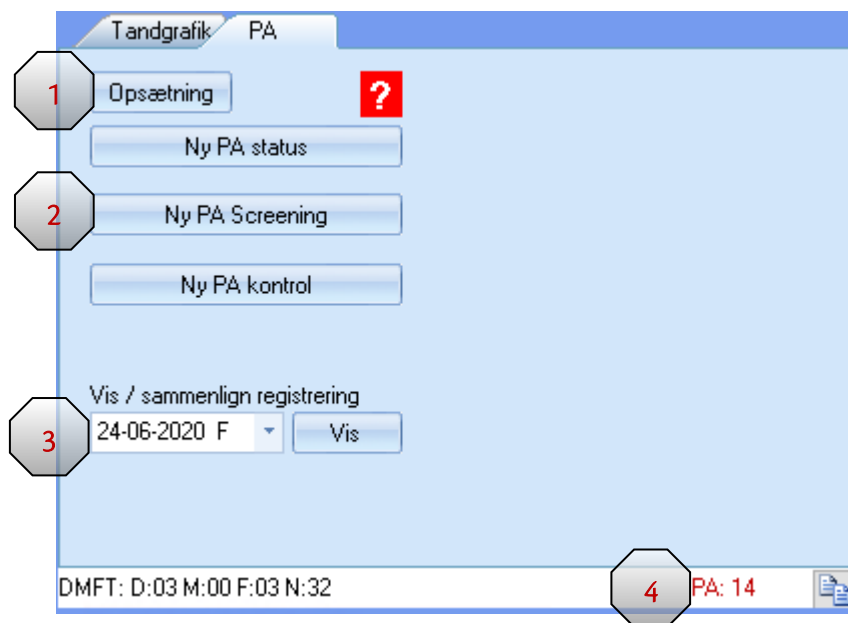 Tandgrafik PA
1 Opsætning ?
Ny PA status
2 Ny PA Screening
Ny PA kontrol
Vis / sammenlign registrering
3 24-06-2020 F Vis
DMFT: D:03 M:00 F:03 N:32 4 PA: 14